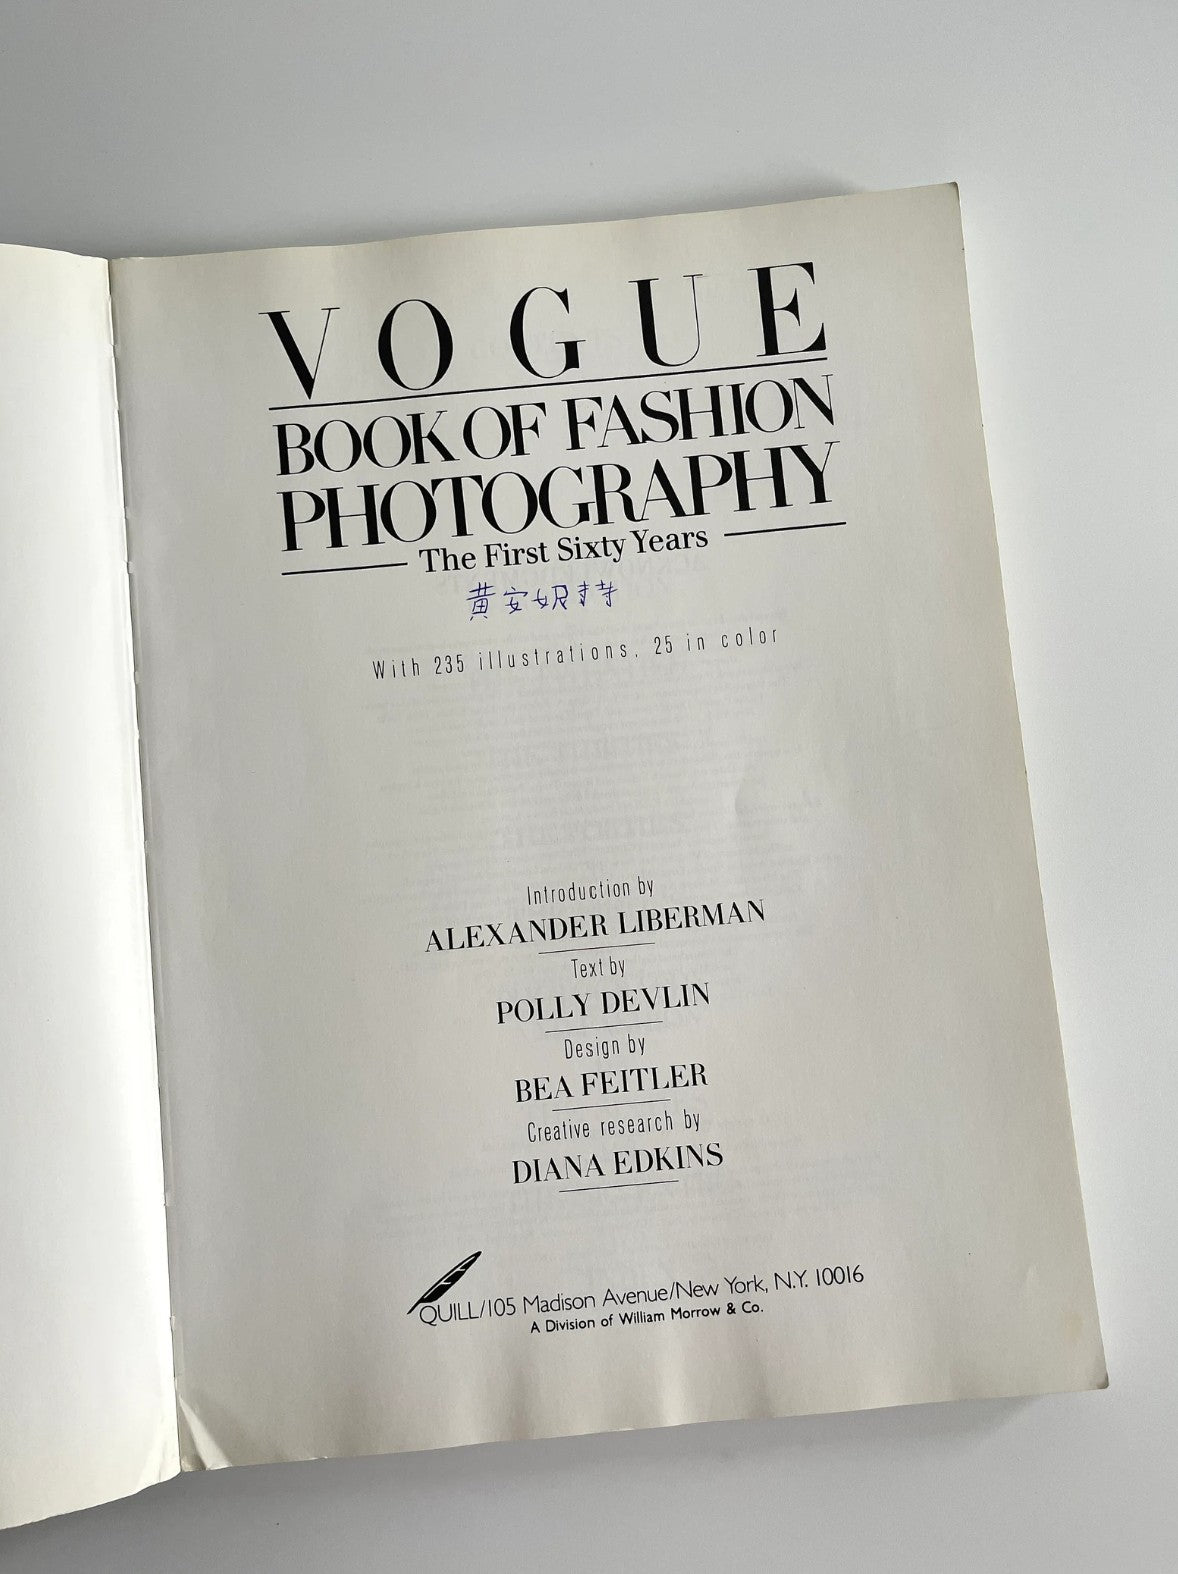 VOGUE
BOOK OF FASHION
PHOTOGRAPHY
The First Sixty Years
黄安妮持
With 235 illustrations, 25 in color
Introduction by
ALEXANDER LIBERMAN
Text by
POLLY DEVLIN
Design by
BEA FEITLER
Creative research by
DIANA EDKINS
QUILL/105 Madison Avenue/New York, N.Y. 10016
A Division of William Morrow & Co.